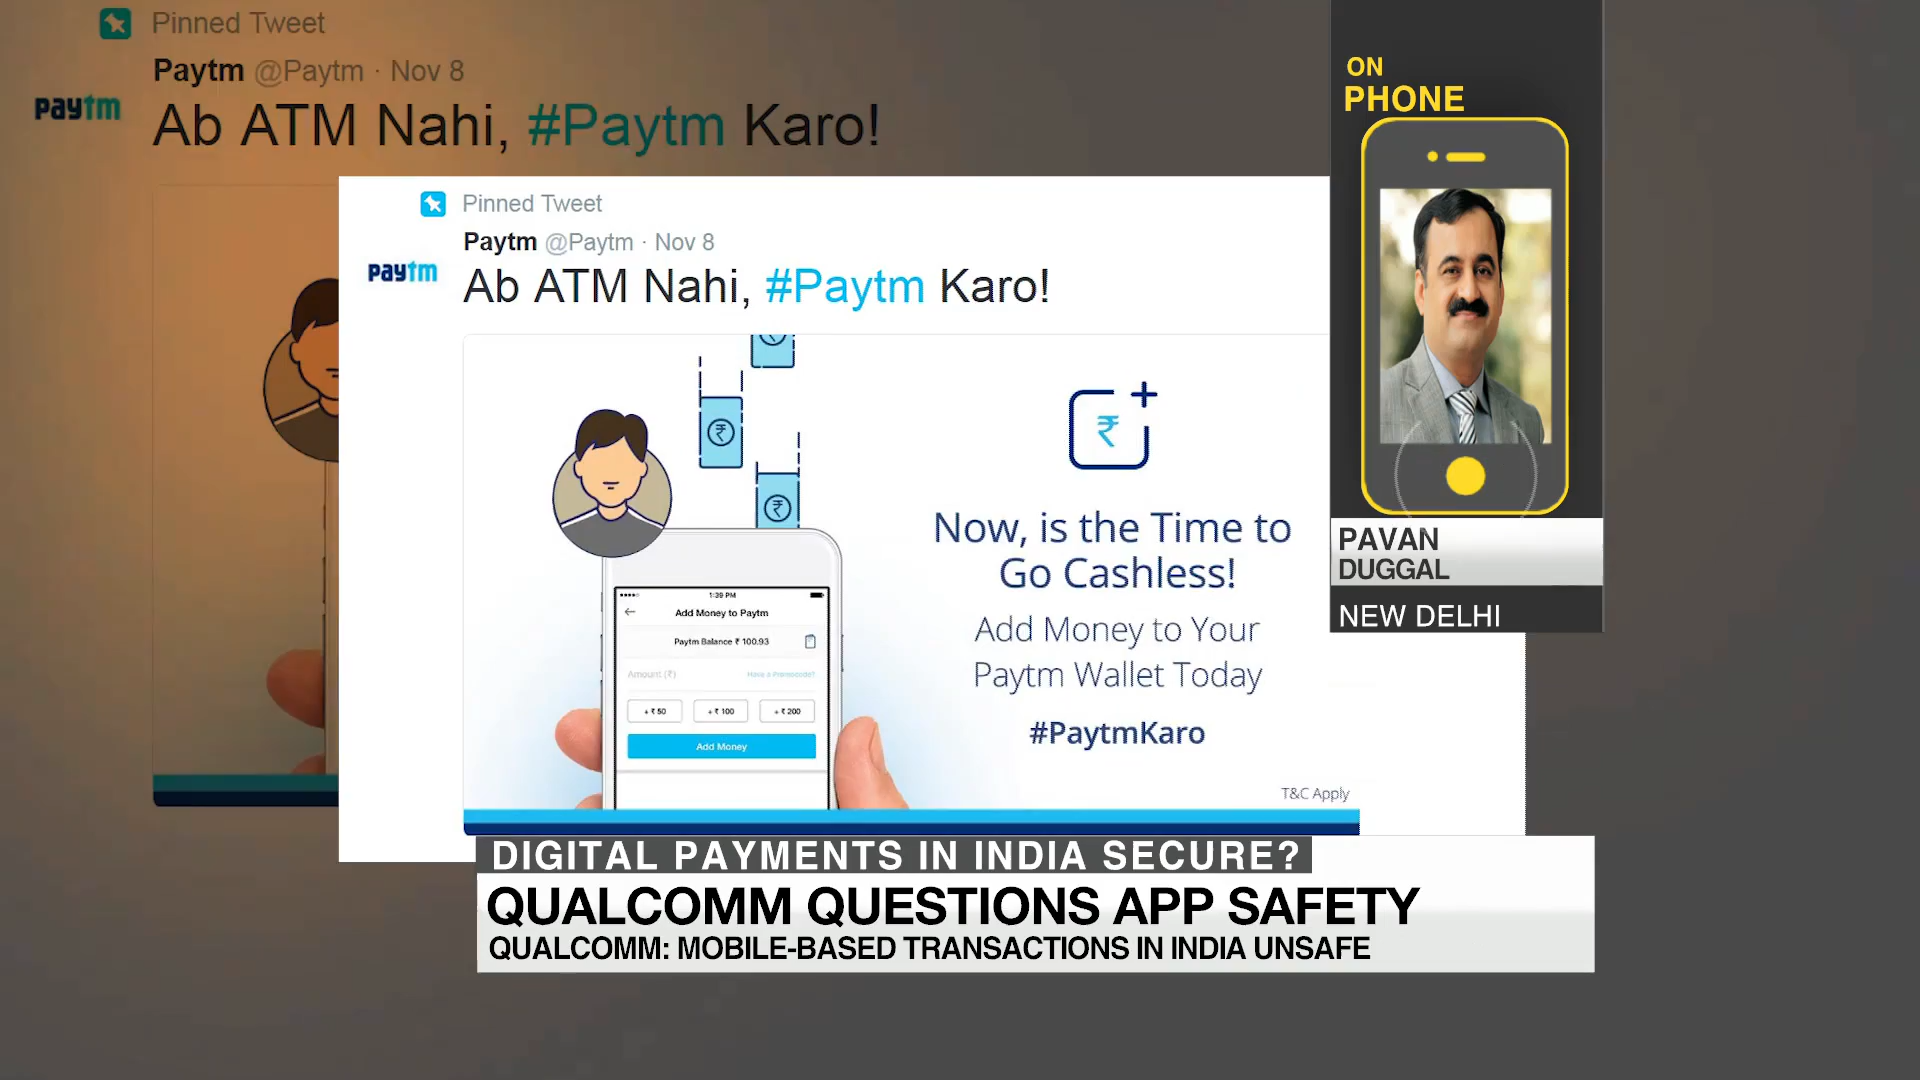 Pinned Tweet
Paytm @Paytm · Nov 8
paytm
Ab ATM Nahi, #Paytm Karo!
Pinned Tweet
Paytm @Paytm · Nov 8
paytm
Ab ATM Nahi, #Paytm Karo!
₹
₹
₹
Now, is the Time to
Go Cashless!
Add Money to Your
Paytm Wallet Today
#PaytmKaro
T&C Apply
1:39 PM
Add Money to Paytm
Paytm Balance ₹ 100.93
Amount (₹)
Have a Promocode?
+ ₹ 50
+ ₹ 100
+ ₹ 200
Add Money
ON
PHONE
PAVAN
DUGGAL
NEW DELHI
DIGITAL PAYMENTS IN INDIA SECURE?
QUALCOMM QUESTIONS APP SAFETY
QUALCOMM: MOBILE-BASED TRANSACTIONS IN INDIA UNSAFE